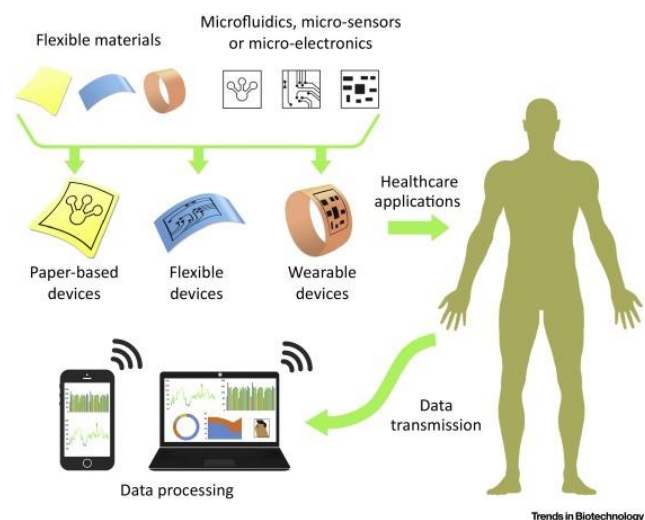 Flexible materials
Microfluidics, micro-sensors
or micro-electronics
Paper-based
devices
Flexible
devices
Wearable
devices
Healthcare
applications
Data
transmission
Data processing
Trends in Biotechnology